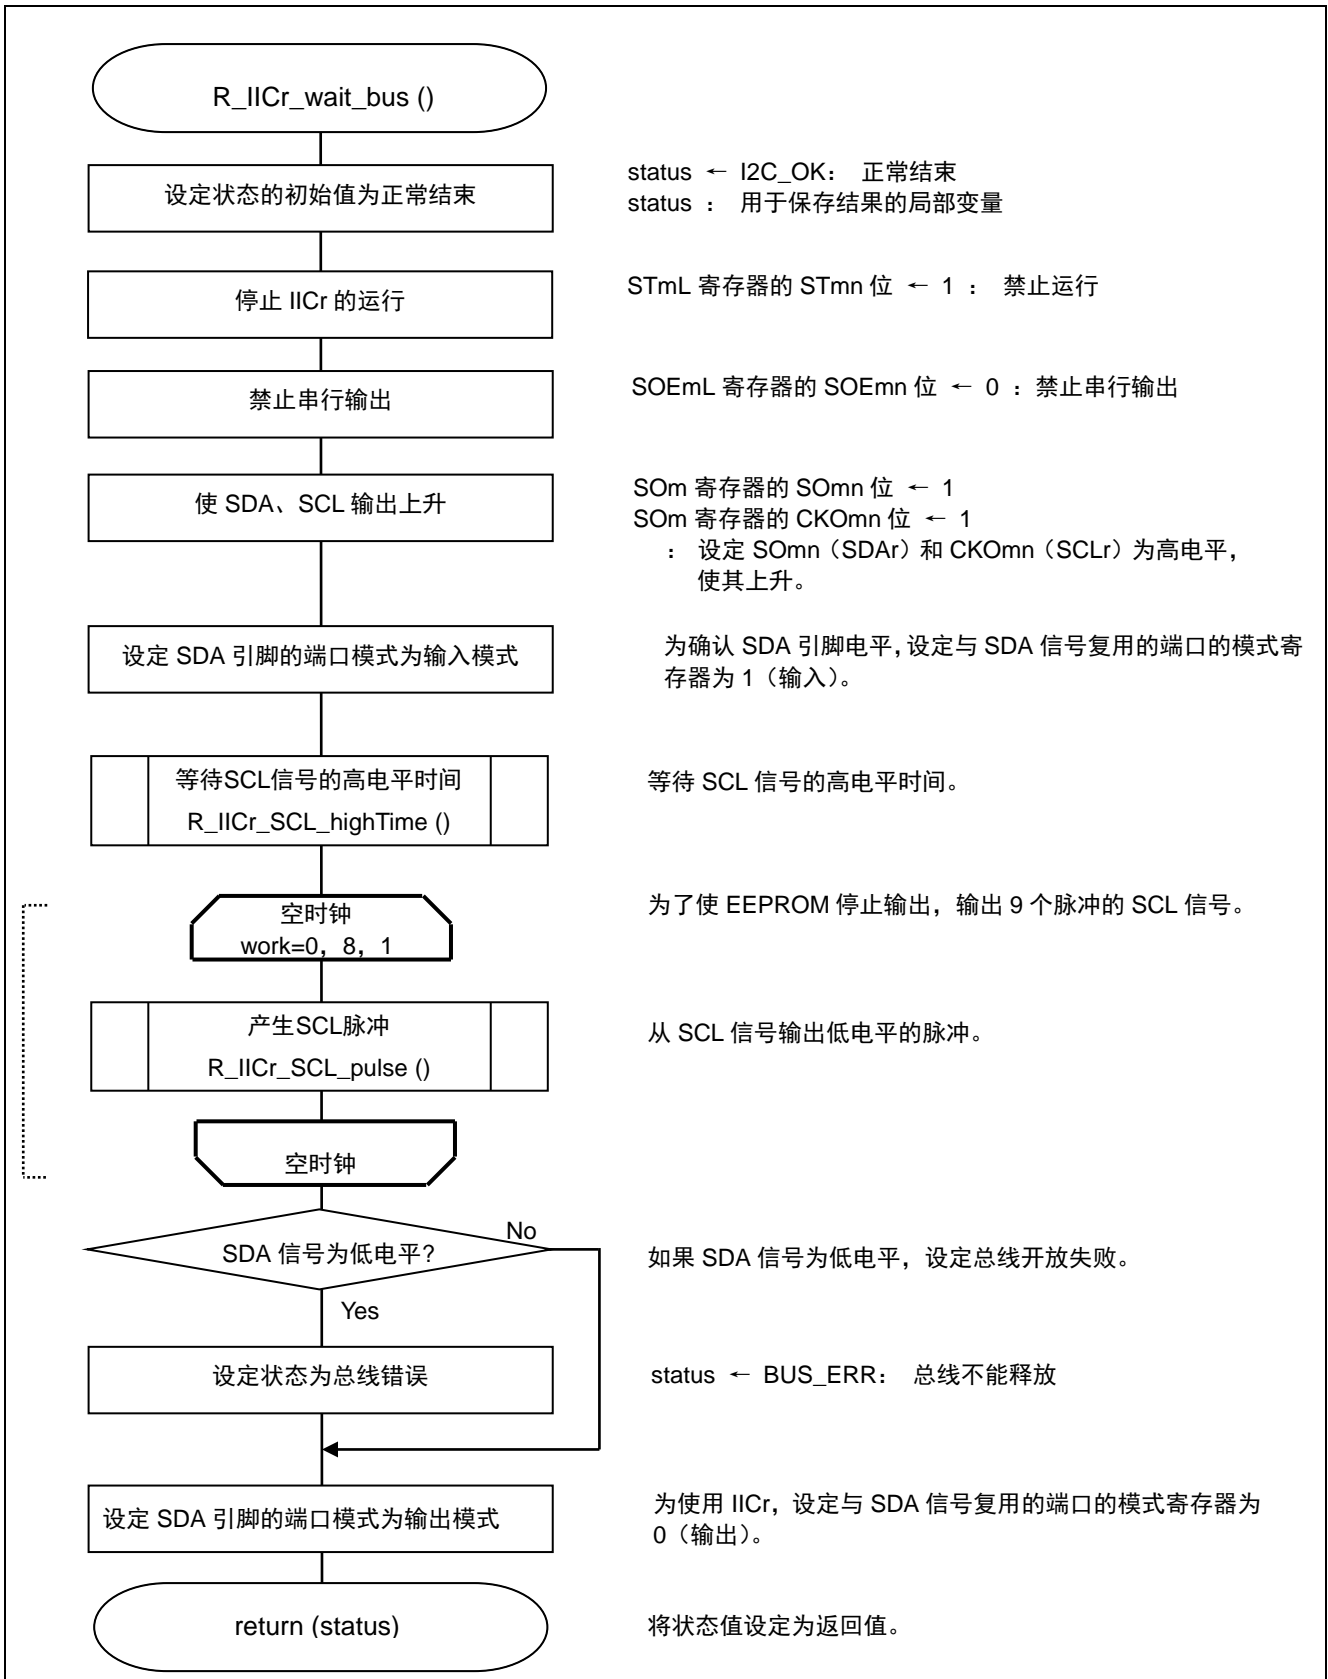 R_IICr_wait_bus ()
设定状态的初始值为正常结束
status ← I2C_OK： 正常结束
status ： 用于保存结果的局部变量
停止 IICr 的运行
STmL 寄存器的 STmn 位 ← 1 ： 禁止运行
禁止串行输出
SOEmL 寄存器的 SOEmn 位 ← 0 ：禁止串行输出
使 SDA、SCL 输出上升
SOm 寄存器的 SOmn 位 ← 1
SOm 寄存器的 CKOmn 位 ← 1
： 设定 SOmn（SDAr）和 CKOmn（SCLr）为高电平，
使其上升。
设定 SDA 引脚的端口模式为输入模式
为确认 SDA 引脚电平，设定与 SDA 信号复用的端口的模式寄
存器为 1（输入）。
等待SCL信号的高电平时间
R_IICr_SCL_highTime ()
等待 SCL 信号的高电平时间。
空时钟
work=0，8，1
为了使 EEPROM 停止输出，输出 9 个脉冲的 SCL 信号。
产生SCL脉冲
R_IICr_SCL_pulse ()
从 SCL 信号输出低电平的脉冲。
空时钟
SDA 信号为低电平？
No
如果 SDA 信号为低电平，设定总线开放失败。
Yes
设定状态为总线错误
status ← BUS_ERR： 总线不能释放
设定 SDA 引脚的端口模式为输出模式
为使用 IICr，设定与 SDA 信号复用的端口的模式寄存器为
0（输出）。
return (status)
将状态值设定为返回值。